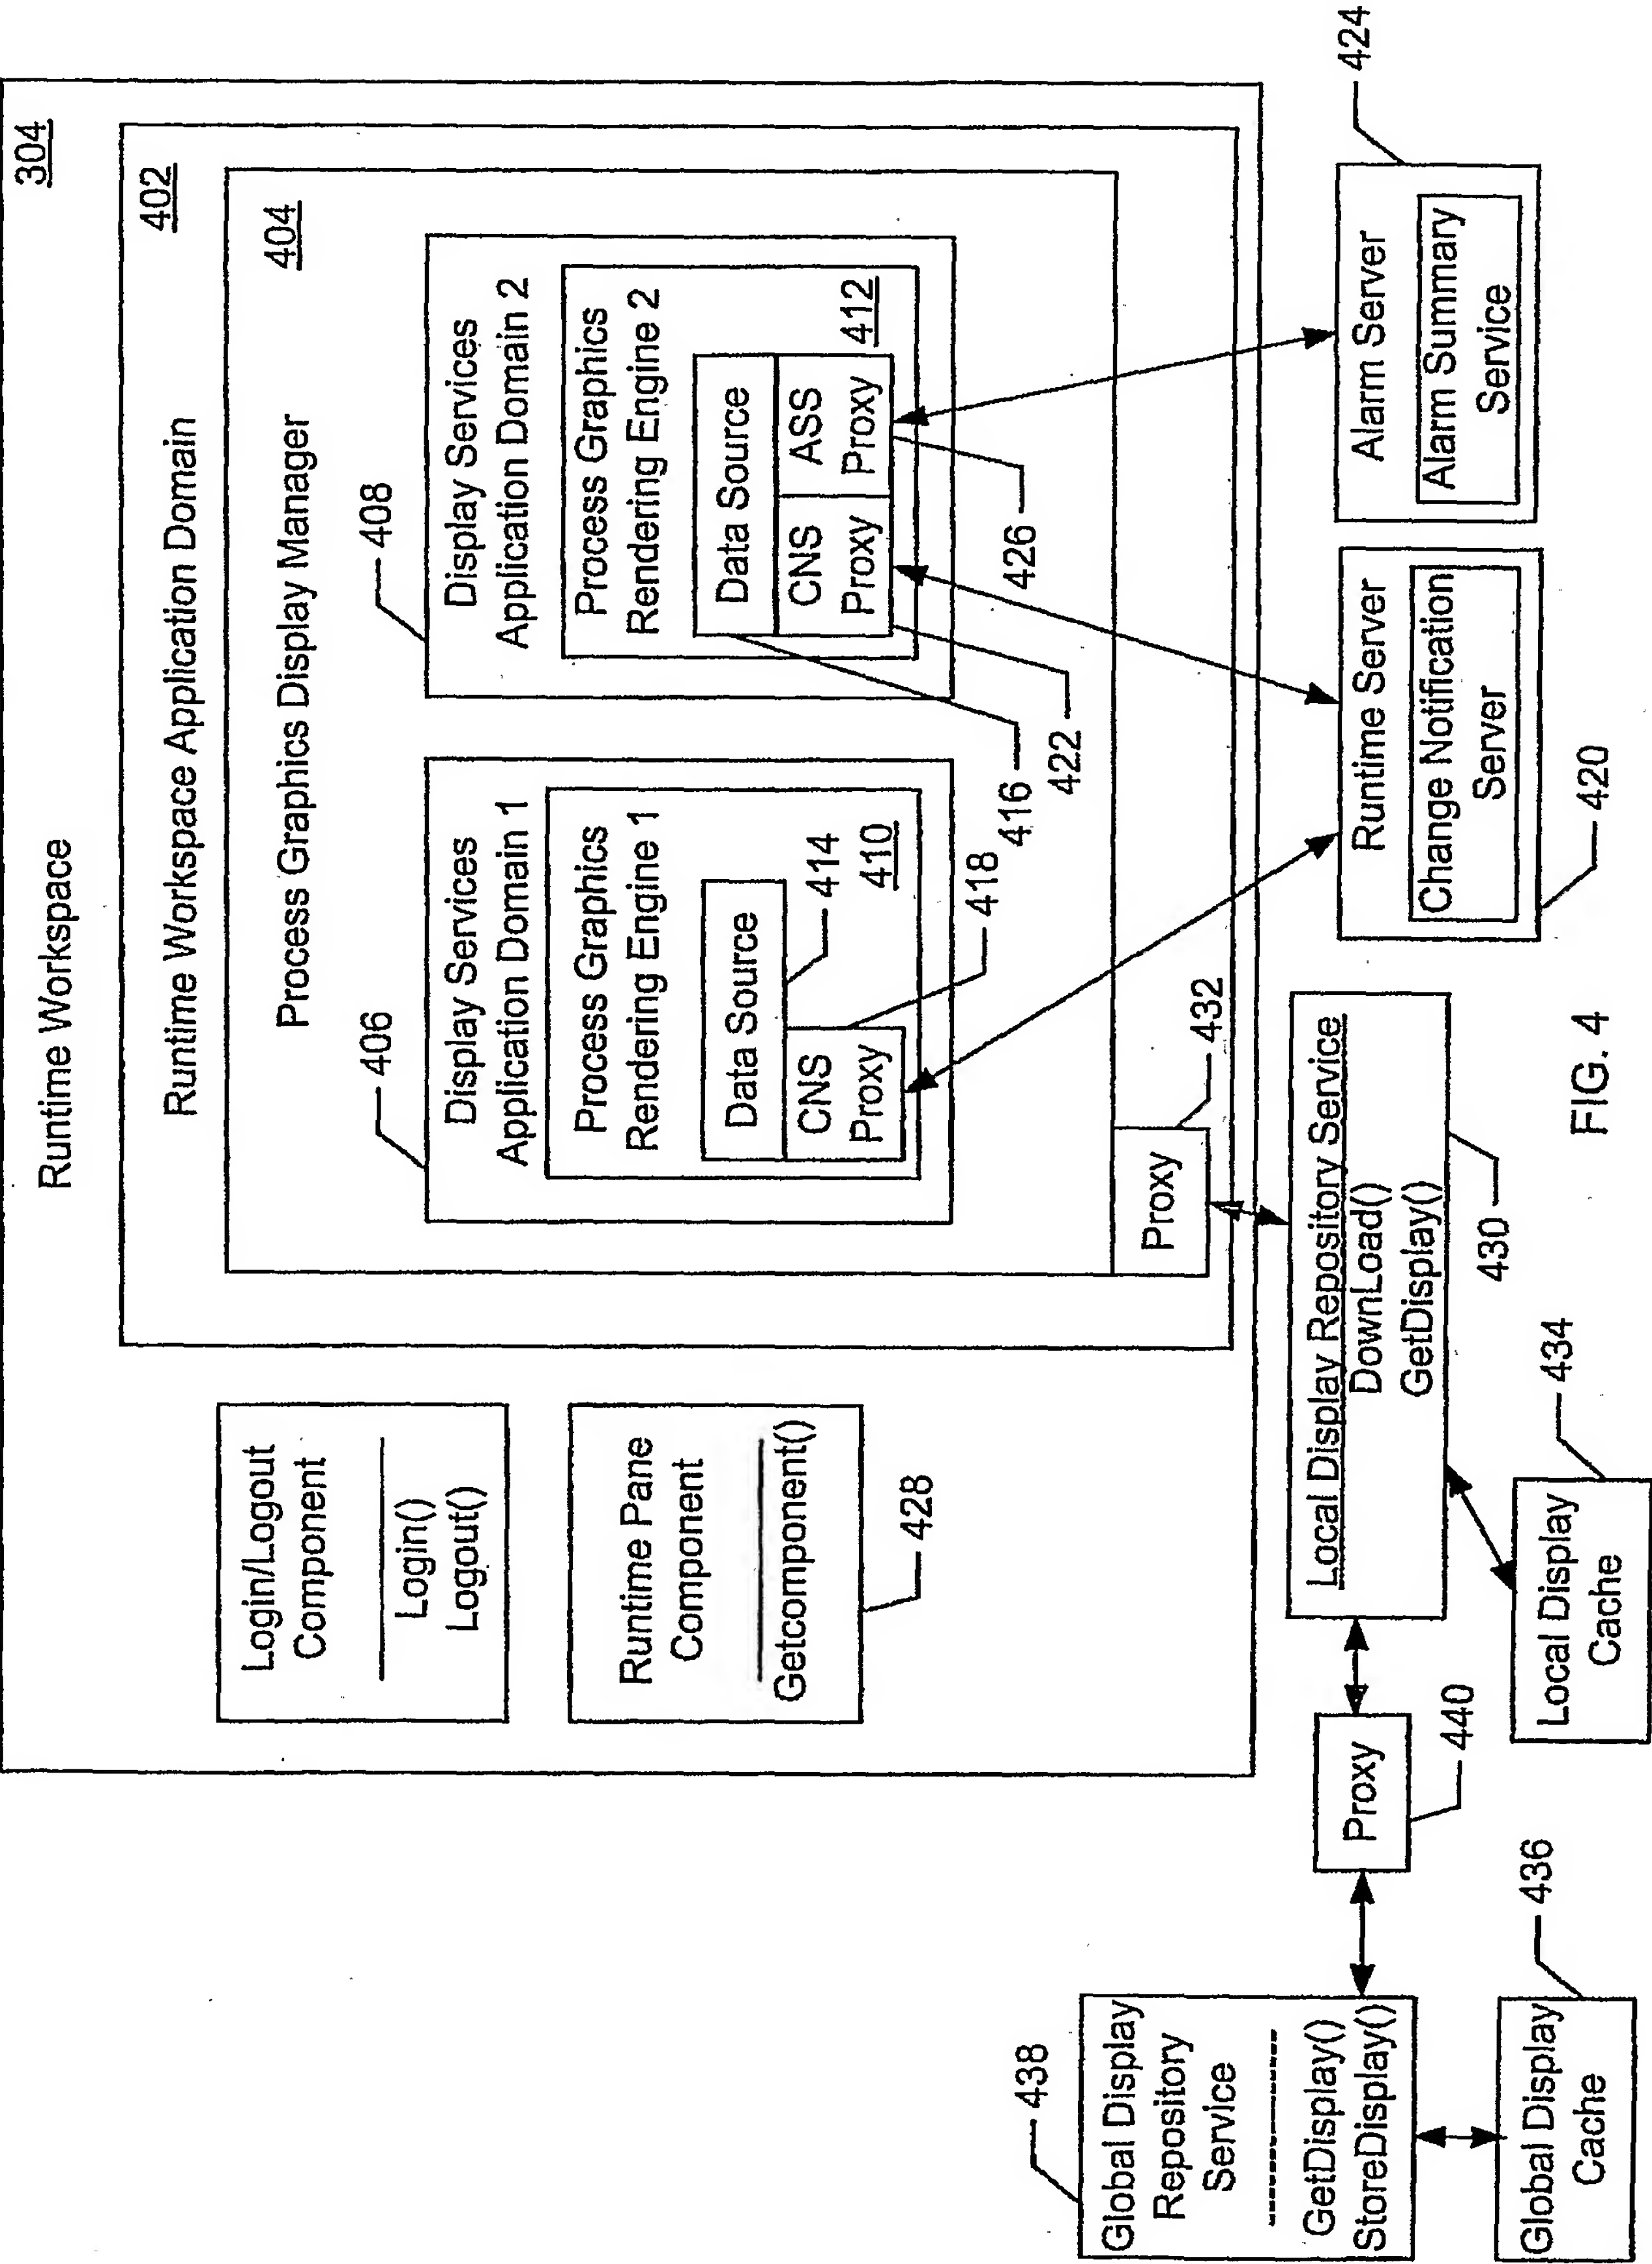 Runtime Workspace
304
Runtime Workspace Application Domain
402
Process Graphics Display Manager
404
Login/Logout
Component
Login()
Logout()
Runtime Pane
Component
Getcomponent()
428
406
Display Services
Application Domain 1
Process Graphics
Rendering Engine 1
Data Source
CNS
Proxy
414
410
418
408
Display Services
Application Domain 2
Process Graphics
Rendering Engine 2
Data Source
CNS
Proxy
ASS
Proxy
412
416
422
426
Proxy
432
438
Global Display
Repository
Service
GetDisplay()
StoreDisplay()
Proxy
440
Local Display Repository Service
DownLoad()
GetDisplay()
430
Runtime Server
Change Notification
Server
420
Alarm Server
Alarm Summary
Service
424
Global Display
Cache
436
Local Display
Cache
434
FIG. 4